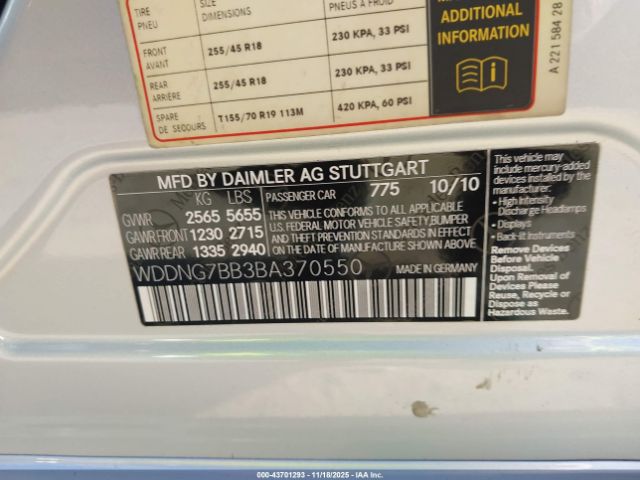 TIRE SIZE PNEUS À FROID
PNEU DIMENSIONS
FRONT 255/45 R18 230 KPA, 33 PSI
AVANT
REAR 255/45 R18 230 KPA, 33 PSI
ARRIÈRE
SPARE T155/70 R19 113M 420 KPA, 60 PSI
DE SECOURS
ADDITIONAL
INFORMATION
A 221 584 28
MFD BY DAIMLER AG STUTTGART
KG LBS PASSENGER CAR 775 10/10
GVWR 2565 5655
GAWR FRONT 1230 2715
GAWR REAR 1335 2940
THIS VEHICLE CONFORMS TO ALL APPLICABLE
U.S. FEDERAL MOTOR VEHICLE SAFETY, BUMPER
AND THEFT PREVENTION STANDARDS IN EFFECT
ON THE DATE OF MANUFACTURE SHOWN ABOVE.
WDDNG7BB3BA370550 MADE IN GERMANY
This vehicle may
include mercury-added
devices installed by the
manufacturer:
• High Intensity
Discharge Headlamps
• Displays
Back-lit Instruments
Remove Devices
Before Vehicle
Disposal.
Upon Removal of
Devices Please
Reuse, Recycle or
Dispose as
Hazardous Waste.
000-43701293 - 11/18/2025 - IAA, Inc.